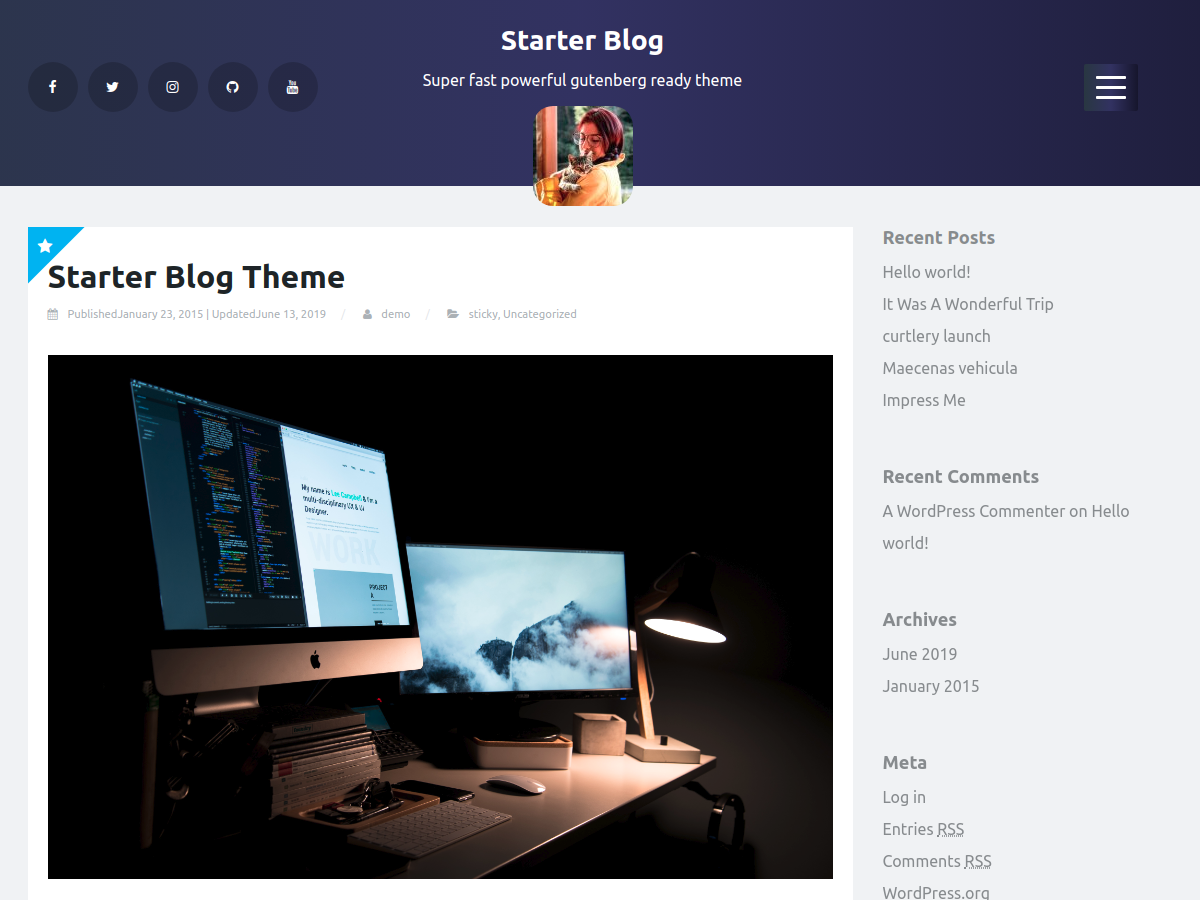 Starter Blog
Super fast powerful gutenberg ready theme
You
Tube
Starter Blog Theme
PublishedJanuary 23, 2015 | UpdatedJune 13, 2019 / demo / sticky, Uncategorized
My name is Lee Campbell & I'm a
multi-disciplinary UX & UI
Designer.
WORK
PROJECT
A
Recent Posts
Hello world!
It Was A Wonderful Trip
curtlery launch
Maecenas vehicula
Impress Me
Recent Comments
A WordPress Commenter on Hello
world!
Archives
June 2019
January 2015
Meta
Log in
Entries RSS
Comments RSS
WordPress.org